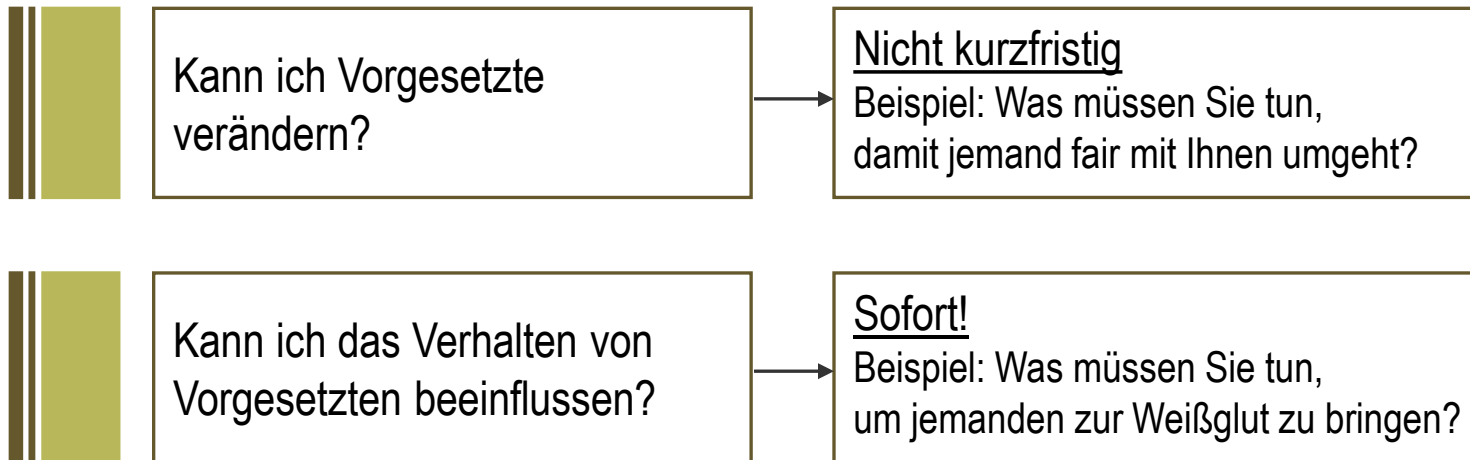 Kann ich Vorgesetzte
verändern?
Nicht kurzfristig
Beispiel: Was müssen Sie tun,
damit jemand fair mit Ihnen umgeht?
Kann ich das Verhalten von
Vorgesetzten beeinflussen?
Sofort!
Beispiel: Was müssen Sie tun,
um jemanden zur Weißglut zu bringen?